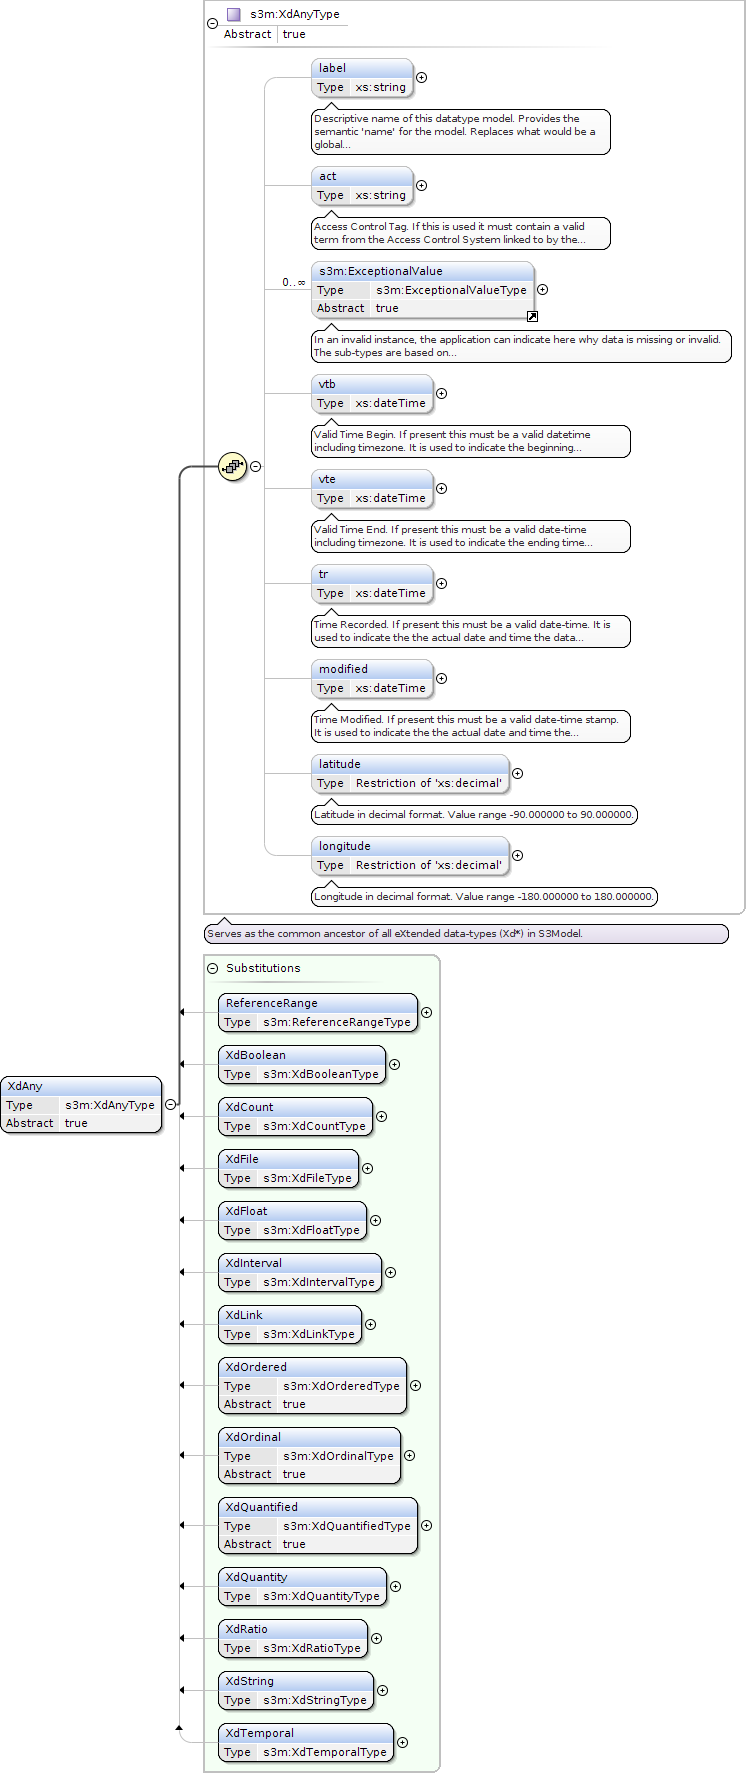 s3m:XdAnyType
Abstract true
label
Type xs:string
Descriptive name of this datatype model. Provides the
semantic 'name' for the model. Replaces what would be a
global...
act
Type xs:string
Access Control Tag. If this is used it must contain a valid
term from the Access Control System linked to by the...
0..∞
s3m:ExceptionalValue
Type s3m:ExceptionalValueType
Abstract true
In an invalid instance, the application can indicate here why data is missing or invalid.
The sub-types are based on...
vtb
Type xs:dateTime
Valid Time Begin. If present this must be a valid datetime
including timezone. It is used to indicate the beginning...
vte
Type xs:dateTime
Valid Time End. If present this must be a valid date-time
including timezone. It is used to indicate the ending time...
tr
Type xs:dateTime
Time Recorded. If present this must be a valid date-time. It is
used to indicate the the actual date and time the data...
modified
Type xs:dateTime
Time Modified. If present this must be a valid date-time stamp.
It is used to indicate the the actual date and time the...
latitude
Type Restriction of 'xs:decimal'
Latitude in decimal format. Value range -90.000000 to 90.000000.
longitude
Type Restriction of 'xs:decimal'
Longitude in decimal format. Value range -180.000000 to 180.000000.
Serves as the common ancestor of all eXtended data-types (Xd*) in S3Model.
Substitutions
ReferenceRange
Type s3m:ReferenceRangeType
XdBoolean
Type s3m:XdBooleanType
XdAny
Type s3m:XdAnyType
Abstract true
XdCount
Type s3m:XdCountType
XdFile
Type s3m:XdFileType
XdFloat
Type s3m:XdFloatType
XdInterval
Type s3m:XdIntervalType
XdLink
Type s3m:XdLinkType
XdOrdered
Type s3m:XdOrderedType
Abstract true
XdOrdinal
Type s3m:XdOrdinalType
Abstract true
XdQuantified
Type s3m:XdQuantifiedType
Abstract true
XdQuantity
Type s3m:XdQuantityType
XdRatio
Type s3m:XdRatioType
XdString
Type s3m:XdStringType
XdTemporal
Type s3m:XdTemporalType